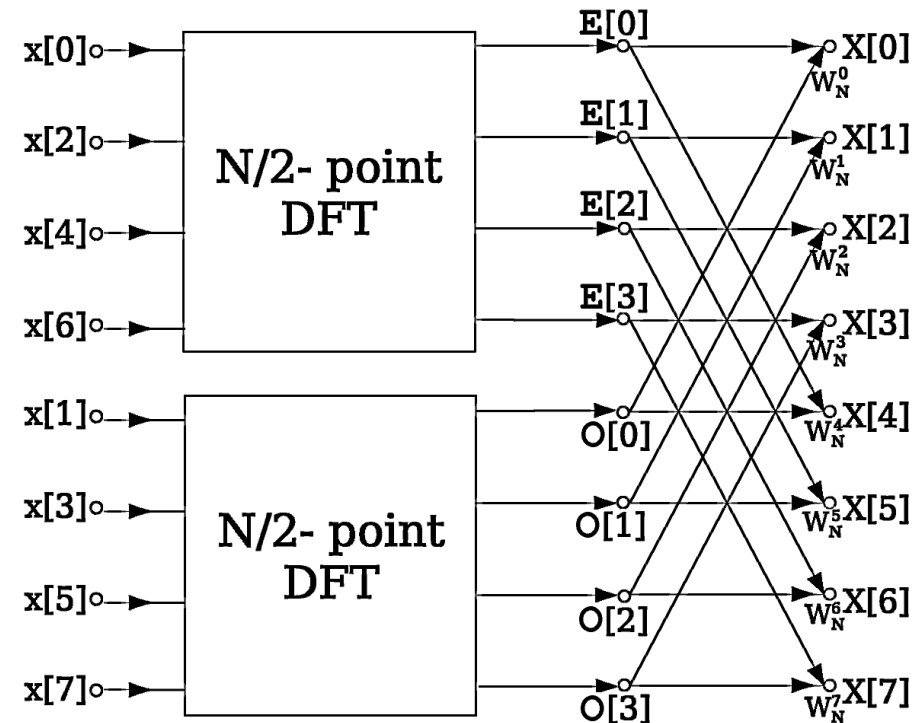 x[0]
x[2]
x[4]
x[6]
x[1]
x[3]
x[5]
x[7]
N/2- point
DFT
N/2- point
DFT
E[0]
E[1]
E[2]
E[3]
O[0]
O[1]
O[2]
O[3]
W_N^0
W_N^1
W_N^2
W_N^3
W_N^4
W_N^5
W_N^6
W_N^7
X[0]
X[1]
X[2]
X[3]
X[4]
X[5]
X[6]
X[7]